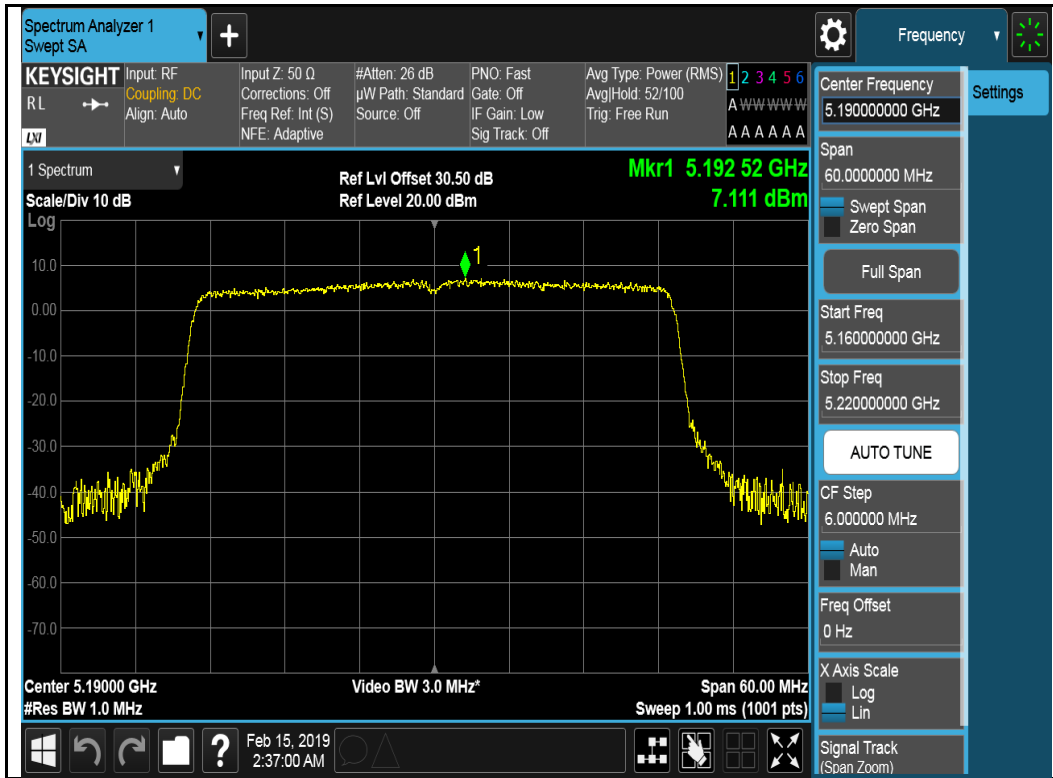 Spectrum Analyzer 1
Swept SA
+
Frequency
KEYSIGHT
RL
LXI
Input: RF
Coupling: DC
Align: Auto
Input Z: 50 Ω
Corrections: Off
Freq Ref: Int (S)
NFE: Adaptive
#Atten: 26 dB
µW Path: Standard
Source: Off
PNO: Fast
Gate: Off
IF Gain: Low
Sig Track: Off
Avg Type: Power (RMS)
Avg|Hold: 52/100
Trig: Free Run
1 2 3 4 5 6
A W W W W W
A A A A A A
1 Spectrum
Scale/Div 10 dB
Log
Ref Lvl Offset 30.50 dB
Ref Level 20.00 dBm
Mkr1 5.192 52 GHz
7.111 dBm
1
10.0
0.00
-10.0
-20.0
-30.0
-40.0
-50.0
-60.0
-70.0
Center 5.19000 GHz
#Res BW 1.0 MHz
Video BW 3.0 MHz*
Span 60.00 MHz
Sweep 1.00 ms (1001 pts)
?
Feb 15, 2019
2:37:00 AM
Center Frequency
5.190000000 GHz
Span
60.0000000 MHz
Swept Span
Zero Span
Full Span
Start Freq
5.160000000 GHz
Stop Freq
5.220000000 GHz
AUTO TUNE
CF Step
6.000000 MHz
Auto
Man
Freq Offset
0 Hz
X Axis Scale
Log
Lin
Signal Track
(Span Zoom)
Settings